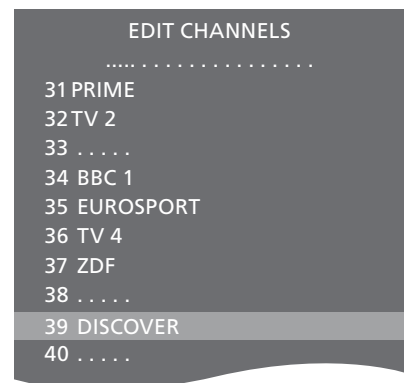 EDIT CHANNELS
..... . . . . . . . . . . . . . . . .
31 PRIME
32 TV 2
33 . . . . .
34 BBC 1
35 EUROSPORT
36 TV 4
37 ZDF
38 . . . . .
39 DISCOVER
40 . . . . .